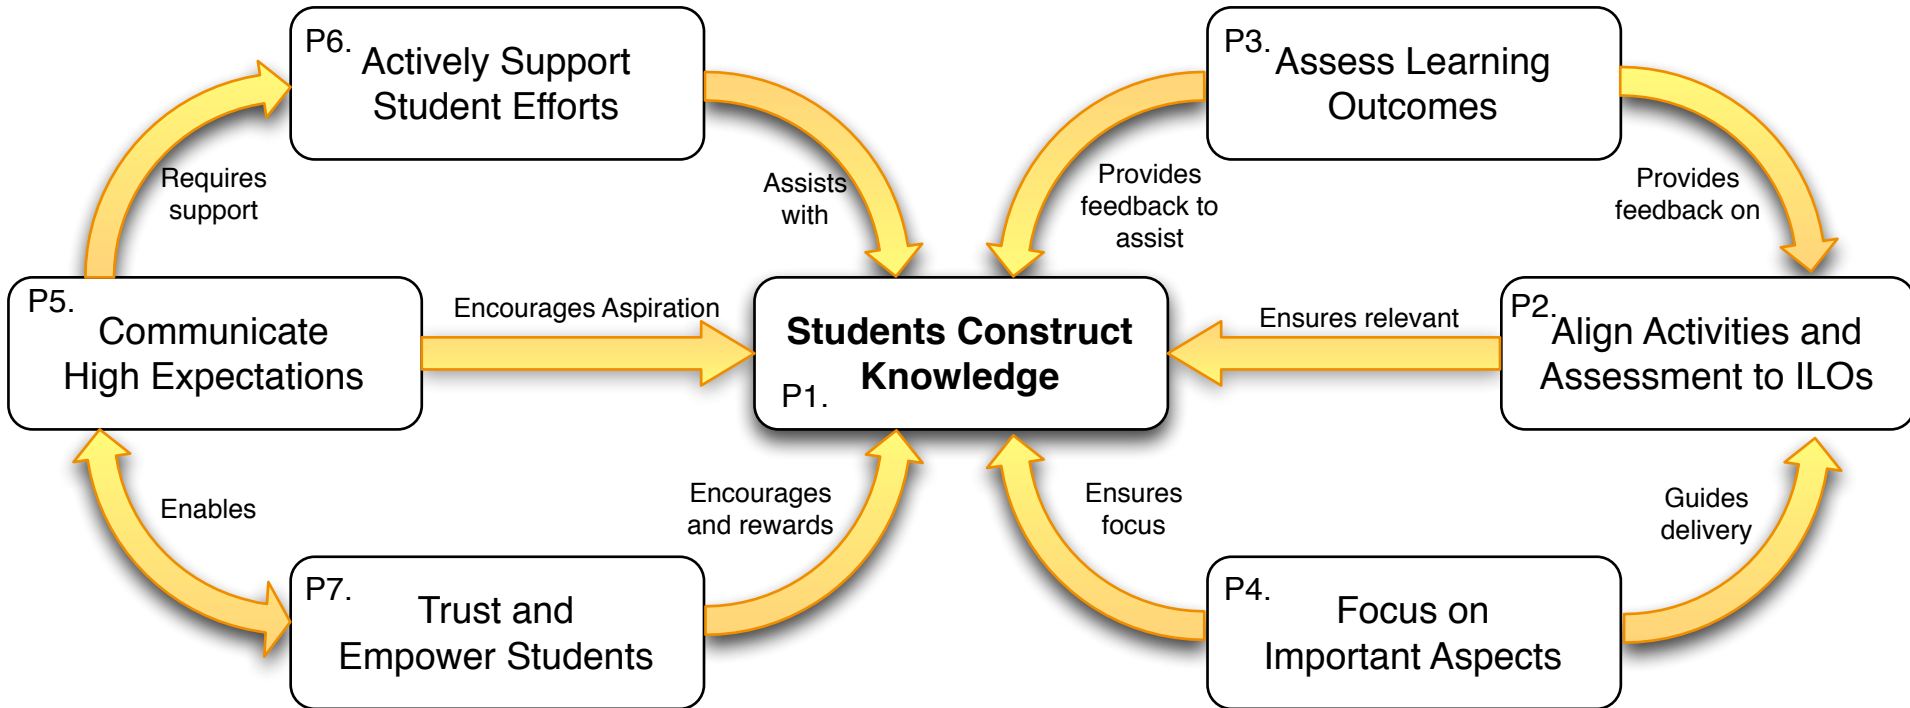 P6.
Actively Support
Student Efforts
P3.
Assess Learning
Outcomes
Requires
support
Assists
with
Provides
feedback to
assist
Provides
feedback on
P5.
Communicate
High Expectations
Encourages Aspiration
Students Construct
Knowledge
P1.
Ensures relevant
P2.
Align Activities and
Assessment to ILOs
Enables
Encourages
and rewards
Ensures
focus
Guides
delivery
P7.
Trust and
Empower Students
P4.
Focus on
Important Aspects